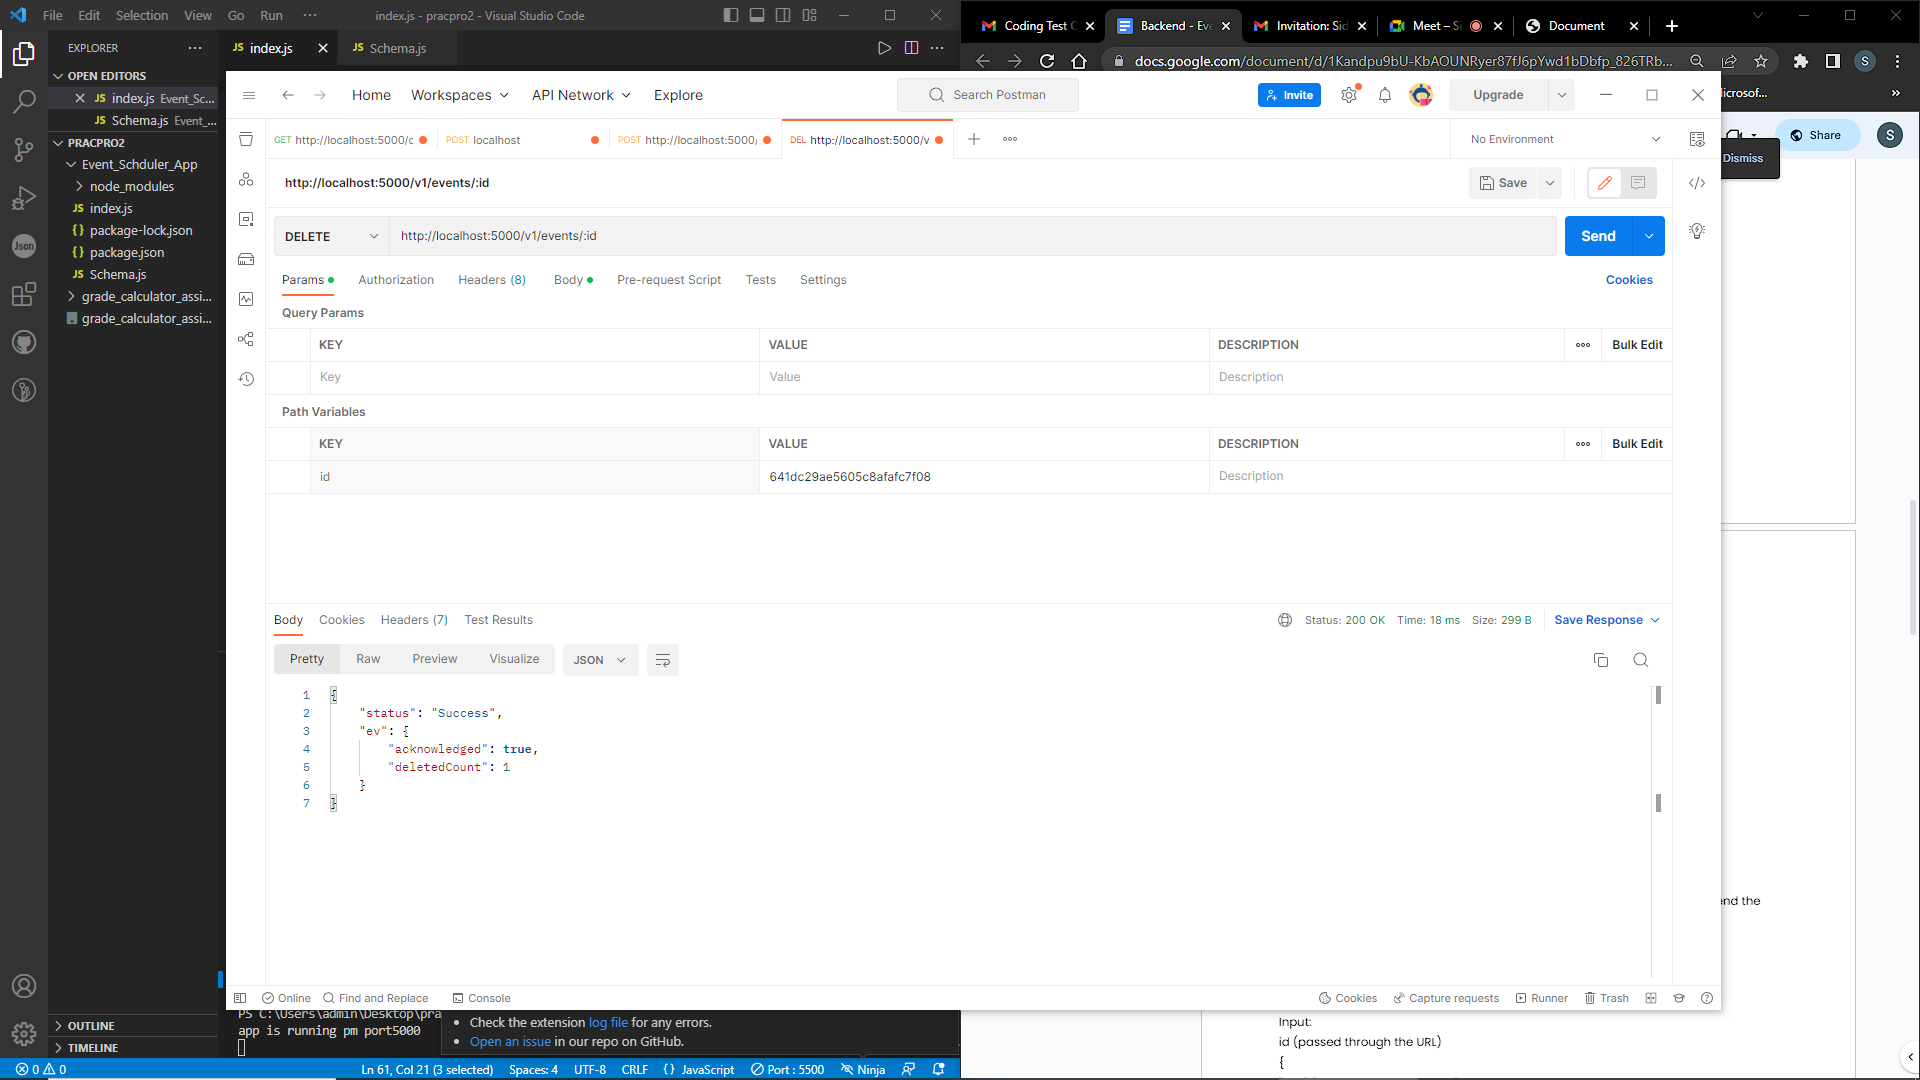 File Edit Selection View Go Run ··· index.js - pracpro2 - Visual Studio Code
EXPLORER ···
JS index.js JS Schema.js
OPEN EDITORS
JS index.js Event_Sc...
JS Schema.js Event_...
PRACPRO2
Event_Schduler_App
node_modules
JS index.js
{} package-lock.json
{} package.json
JS Schema.js
grade_calculator_assi...
grade_calculator_assi...
Json
OUTLINE
TIMELINE
Coding Test Backend - Eve Invitation: Sid Meet – Document
docs.google.com/document/d/1Kandpu9bU-KbAOUNRyer87fJ6pYwd1bDbfp_826TRb...
S
icrosof... »
Share
S
Dismiss
Home Workspaces API Network Explore
Search Postman
Invite
Upgrade
GET http://localhost:5000/c
POST localhost
POST http://localhost:5000/
DEL http://localhost:5000/v
No Environment
http://localhost:5000/v1/events/:id
Save
DELETE http://localhost:5000/v1/events/:id
Send
Params Authorization Headers (8) Body Pre-request Script Tests Settings
Cookies
Query Params
KEY VALUE DESCRIPTION Bulk Edit
Key Value Description
Path Variables
KEY VALUE DESCRIPTION Bulk Edit
id 641dc29ae5605c8afafc7f08 Description
Body Cookies Headers (7) Test Results
Status: 200 OK Time: 18 ms Size: 299 B Save Response
Pretty Raw Preview Visualize JSON
1 {
2 "status": "Success",
3 "ev": {
4 "acknowledged": true,
5 "deletedCount": 1
6 }
7 }
Online Find and Replace Console
Cookies Capture requests Runner Trash
end the
PS C:\Users\admin\Desktop\pra
app is running pm port5000
• Check the extension log file for any errors.
• Open an issue in our repo on GitHub.
Input:
id (passed through the URL)
{
0 0 Ln 61, Col 21 (3 selected) Spaces: 4 UTF-8 CRLF {} JavaScript Port : 5500 Ninja